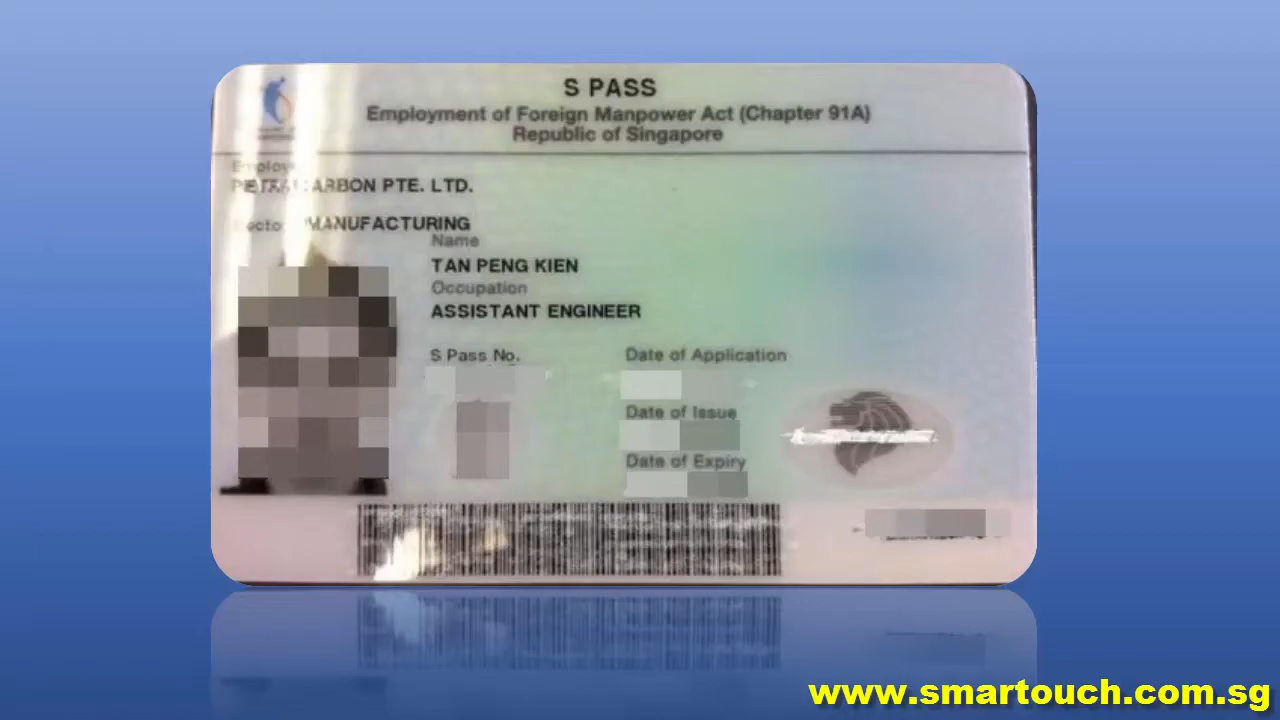 S PASS
Employment of Foreign Manpower Act (Chapter 91A)
Republic of Singapore
PTE. LTD.
MANUFACTURING
Name
TAN PENG KIEN
Occupation
ASSISTANT ENGINEER
S Pass No.
Date of Application
Date of Issue
Date of Expiry
www.smartouch.com.sg